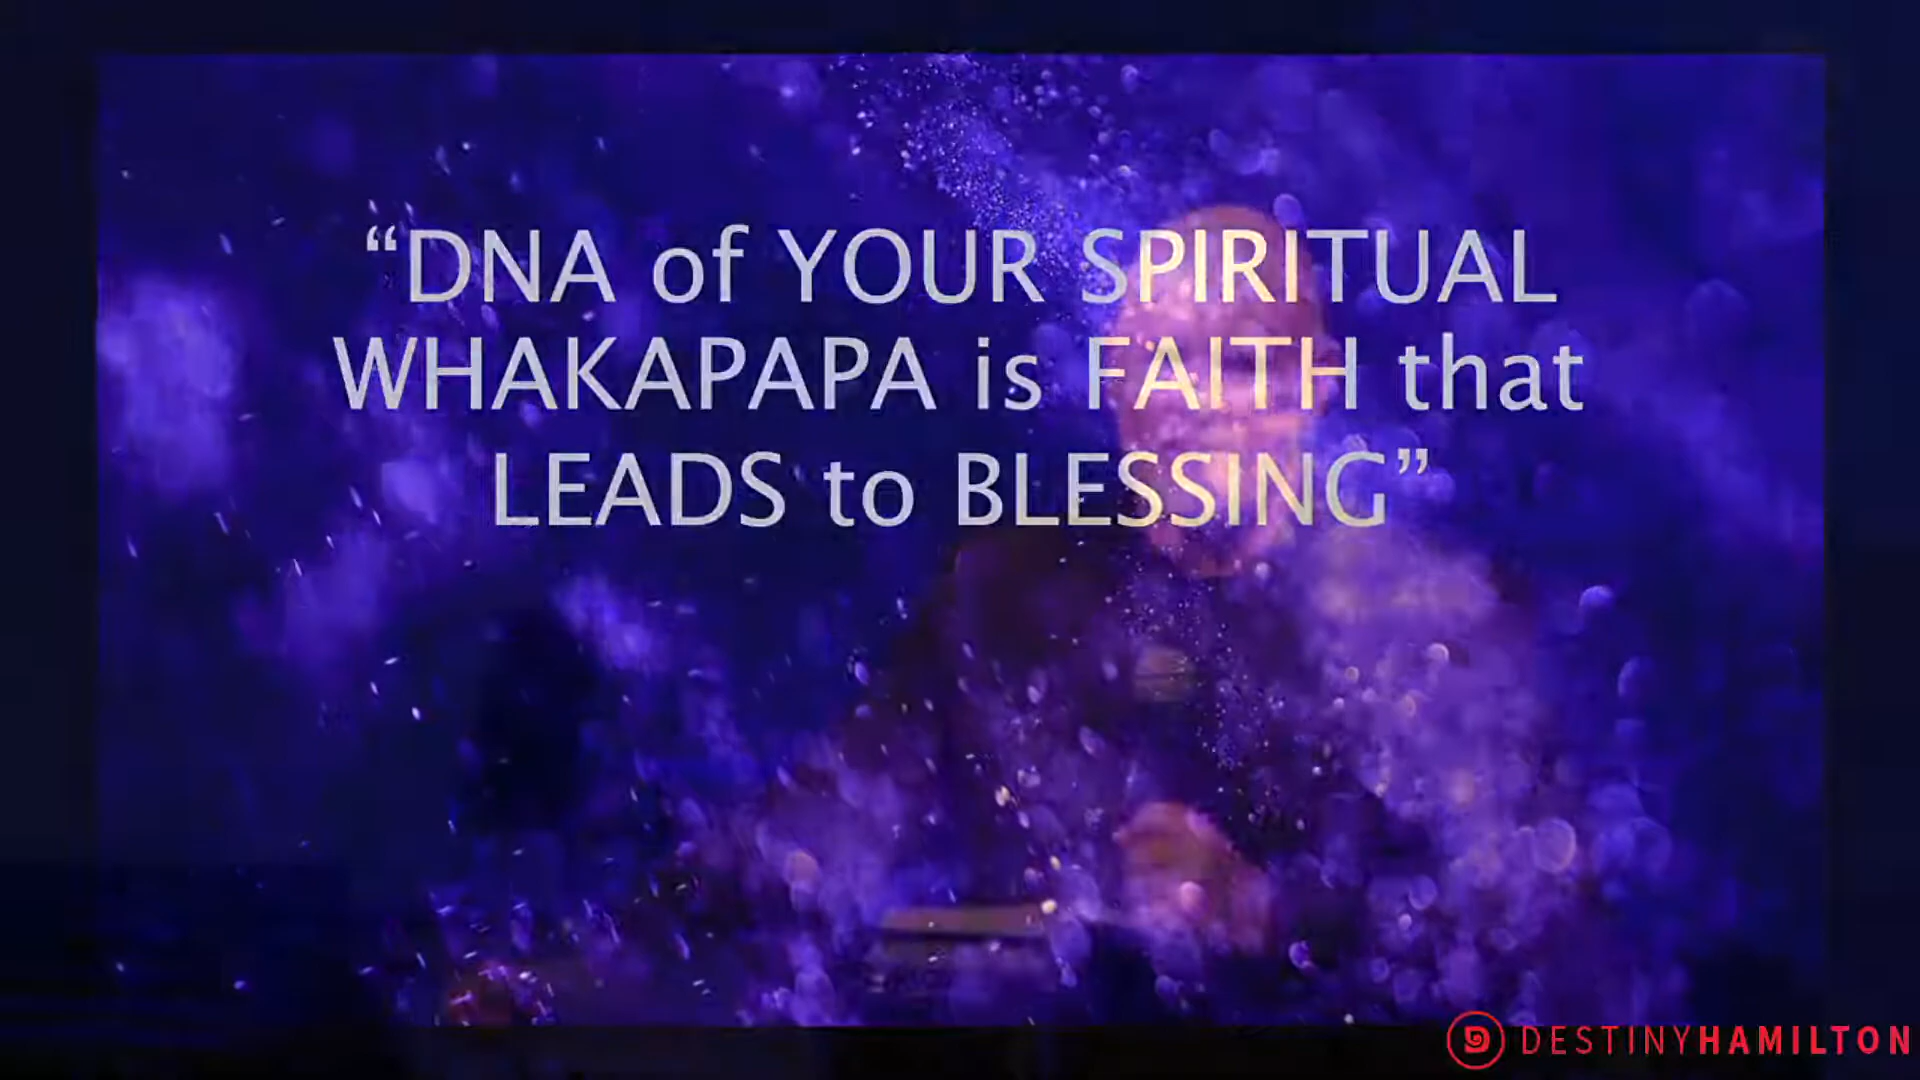 “DNA of YOUR SPIRITUAL
WHAKAPAPA is FAITH that
LEADS to BLESSING”
DESTINYHAMILTON